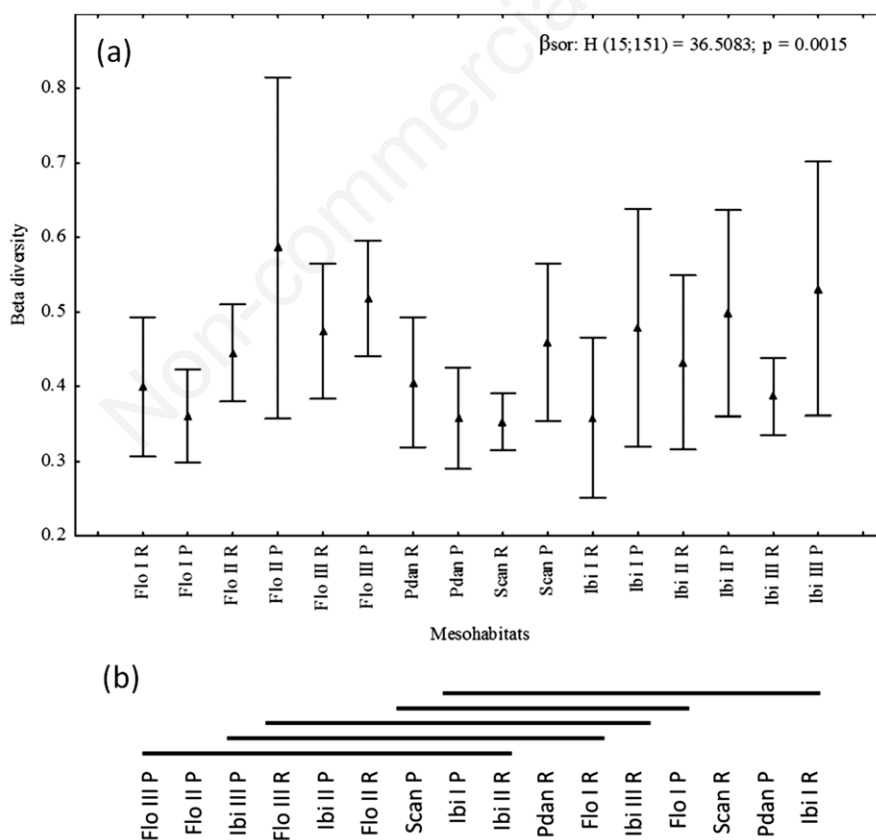 Non-commercia
(a)
βsor: H (15;151) = 36.5083; p = 0.0015
Beta diversity
0.8
0.7
0.6
0.5
0.4
0.3
0.2
Flo I R
Flo I P
Flo II R
Flo II P
Flo III R
Flo III P
Pdan R
Pdan P
Scan R
Scan P
Ibi I R
Ibi I P
Ibi II R
Ibi II P
Ibi III R
Ibi III P
Mesohabitats
(b)
Flo III P
Flo II P
Ibi III P
Flo III R
Ibi III P
Flo II R
Scan P
Ibi I P
Ibi II R
Pdan R
Flo I R
Ibi III R
Flo I P
Scan R
Pdan P
Ibi I R